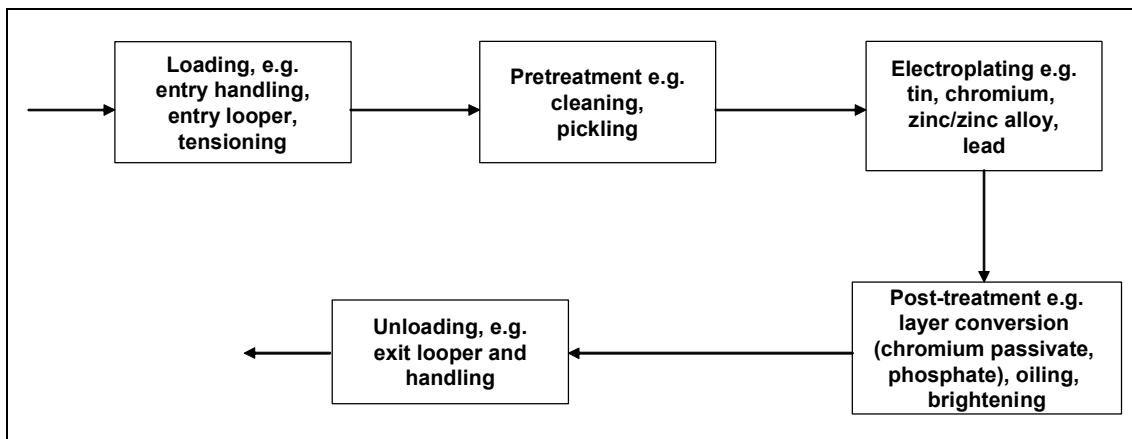 Loading, e.g.
entry handling,
entry looper,
tensioning
Pretreatment e.g.
cleaning,
pickling
Electroplating e.g.
tin, chromium,
zinc/zinc alloy,
lead
Post-treatment e.g.
layer conversion
(chromium passivate,
phosphate), oiling,
brightening
Unloading, e.g.
exit looper and
handling